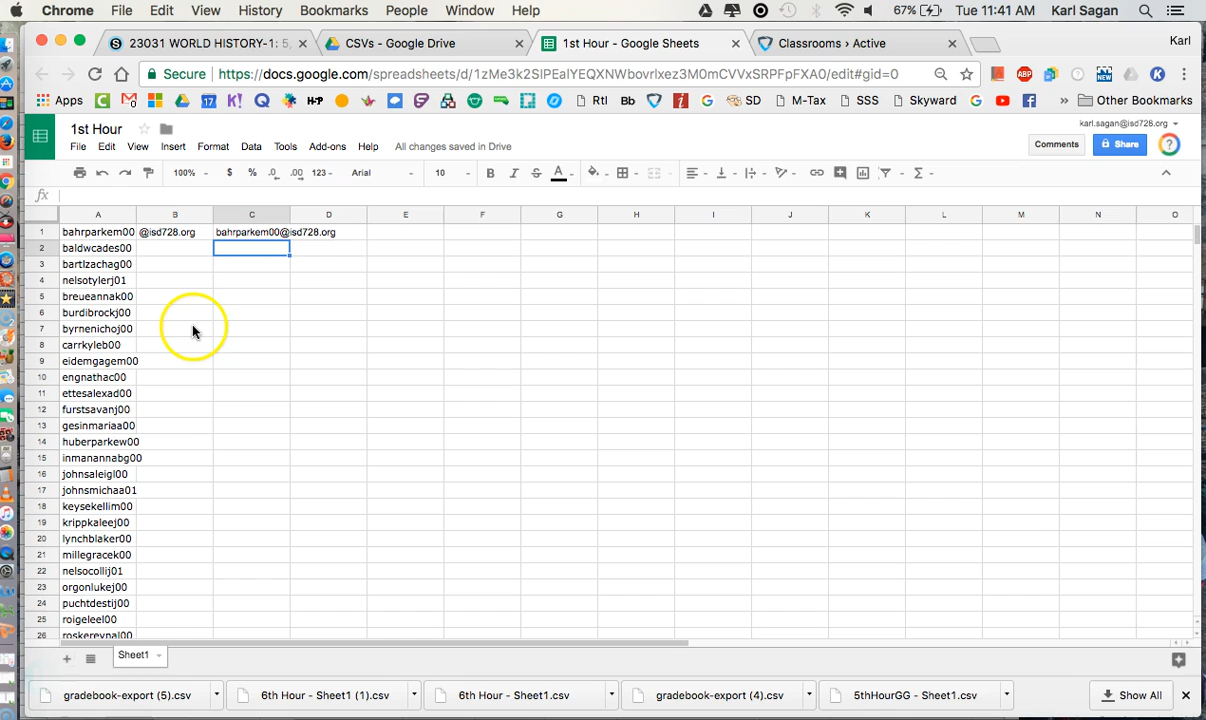 Chrome File Edit View History Bookmarks People Window Help 67% Tue 11:41 AM Karl Sagan
23031 WORLD HISTORY-1: 5, CSVs - Google Drive 1st Hour - Google Sheets Classrooms › Active Karl
Secure https://docs.google.com/spreadsheets/d/
Apps Rtl Bb SD M-Tax SSS Skyward » Other Bookmarks
1st Hour karl.sagan@isd728.org
File Edit View Insert Format Data Tools Add-ons Help All changes saved in Drive Comments Share
100% $ % .0 .00 123 Arial 10 B I S A Σ
fx
A B C D E F G H I J K L M N O
1 bahrparkem00 @isd728.org bahrparkem00@isd728.org
2 baldwcades00
3 bartlzachag00
4 nelsotylerj01
5 breueannak00
6 burdibrockj00
7 byrnenichoj00
8 carrkyleb00
9 eidemgagem00
10 engnathac00
11 ettesalexad00
12 furstsavanj00
13 gesinmariaa00
14 huberparkew00
15 inmanannabg00
16 johnsaleigl00
17 johnsmichaa01
18 keysekellim00
19 krippkaleej00
20 lynchblaker00
21 millegracek00
22 nelsocollij01
23 orgonlukej00
24 puchtdestij00
25 roigeleel00
26 roskereynal00
Sheet1
gradebook-export (5).csv 6th Hour - Sheet1 (1).csv 6th Hour - Sheet1.csv gradebook-export (4).csv 5thHourGG - Sheet1.csv Show All